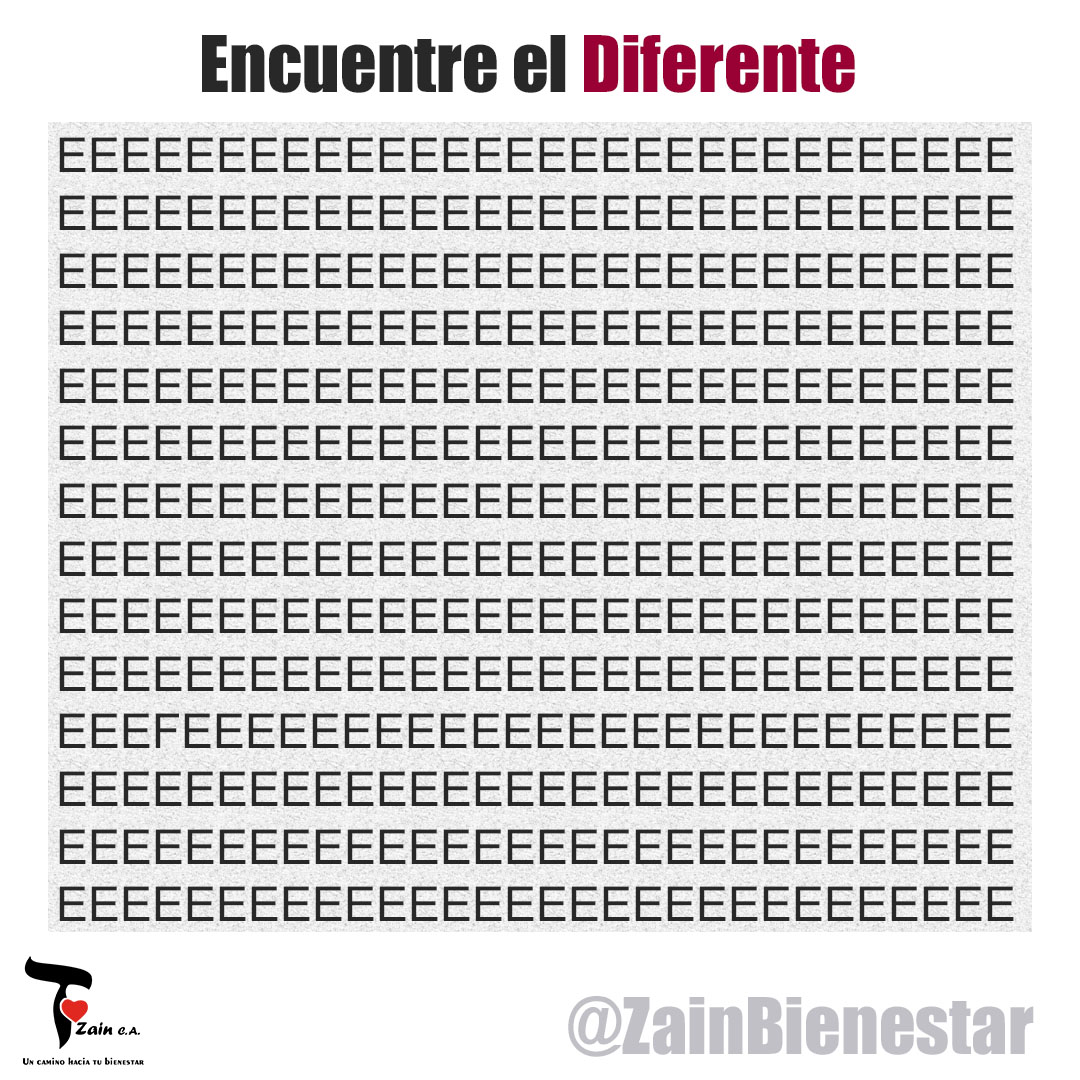 Encuentre el Diferente
EEEEEEEEEEEEEEEEEEEEEEEEEEEEEE
EEEEEEEEEEEEEEEEEEEEEEEEEEEEEE
EEEEEEEEEEEEEEEEEEEEEEEEEEEEEE
EEEEEEEEEEEEEEEEEEEEEEEEEEEEEE
EEEEEEEEEEEEEEEEEEEEEEEEEEEEEE
EEEEEEEEEEEEEEEEEEEEEEEEEEEEEE
EEEEEEEEEEEEEEEEEEEEEEEEEEEEEE
EEEEEEEEEEEEEEEEEEEEEEEEEEEEEE
EEEEEEEEEEEEEEEEEEEEEEEEEEEEEE
EEEEEEEEEEEEEEEEEEEEEEEEEEEEEE
EEEFEEEEEEEEEEEEEEEEEEEEEEEEEE
EEEEEEEEEEEEEEEEEEEEEEEEEEEEEE
EEEEEEEEEEEEEEEEEEEEEEEEEEEEEE
EEEEEEEEEEEEEEEEEEEEEEEEEEEEEE
Zain C.A.
Un camino hacia tu bienestar
@ZainBienestar